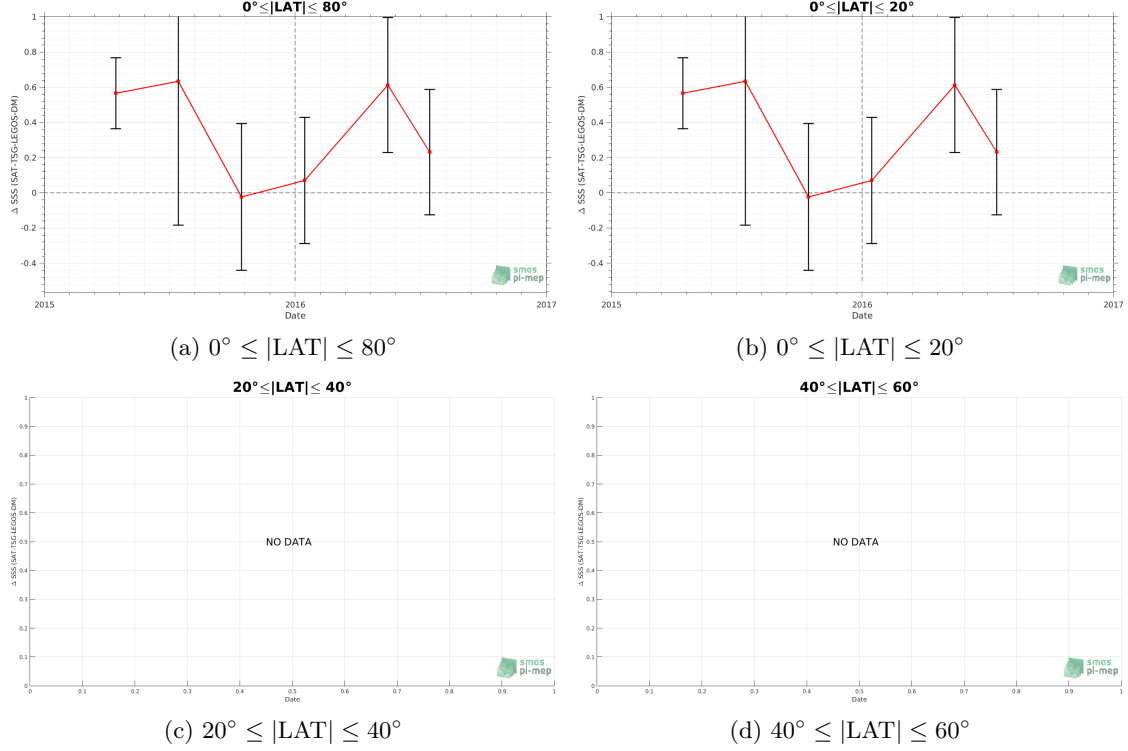 0°≤|LAT|≤ 80°
Δ SSS (SAT-TSG-LEGOS-DM)
1
0.8
0.6
0.4
0.2
0
-0.2
-0.4
2015
2016
2017
Date
smos
pi-mep
(a) 0° ≤ |LAT| ≤ 80°
0°≤|LAT|≤ 20°
Δ SSS (SAT-TSG-LEGOS-DM)
1
0.8
0.6
0.4
0.2
0
-0.2
-0.4
2015
2016
2017
Date
smos
pi-mep
(b) 0° ≤ |LAT| ≤ 20°
20°≤|LAT|≤ 40°
Δ SSS (SAT-TSG-LEGOS-DM)
1
0.9
0.8
0.7
0.6
0.5
0.4
0.3
0.2
0.1
0
NO DATA
smos
pi-mep
0 0.1 0.2 0.3 0.4 0.5 0.6 0.7 0.8 0.9 1
Date
(c) 20° ≤ |LAT| ≤ 40°
40°≤|LAT|≤ 60°
Δ SSS (SAT-TSG-LEGOS-DM)
1
0.9
0.8
0.7
0.6
0.5
0.4
0.3
0.2
0.1
0
NO DATA
smos
pi-mep
0 0.1 0.2 0.3 0.4 0.5 0.6 0.7 0.8 0.9 1
Date
(d) 40° ≤ |LAT| ≤ 60°